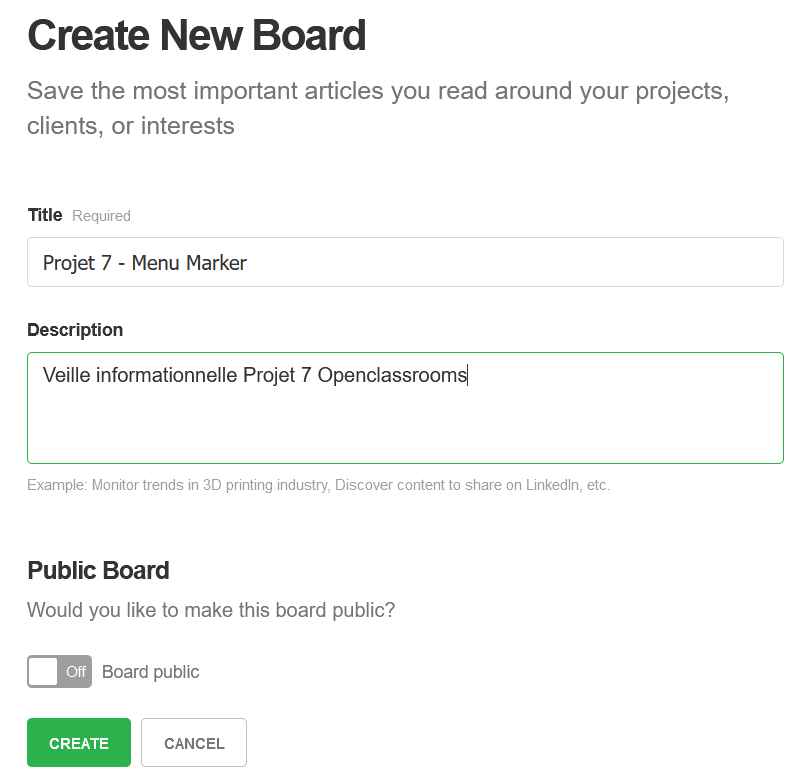 Create New Board
Save the most important articles you read around your projects,
clients, or interests
Title Required
Projet 7 - Menu Marker
Description
Veille informationnelle Projet 7 Openclassrooms
Example: Monitor trends in 3D printing industry, Discover content to share on LinkedIn, etc.
Public Board
Would you like to make this board public?
Off Board public
CREATE CANCEL